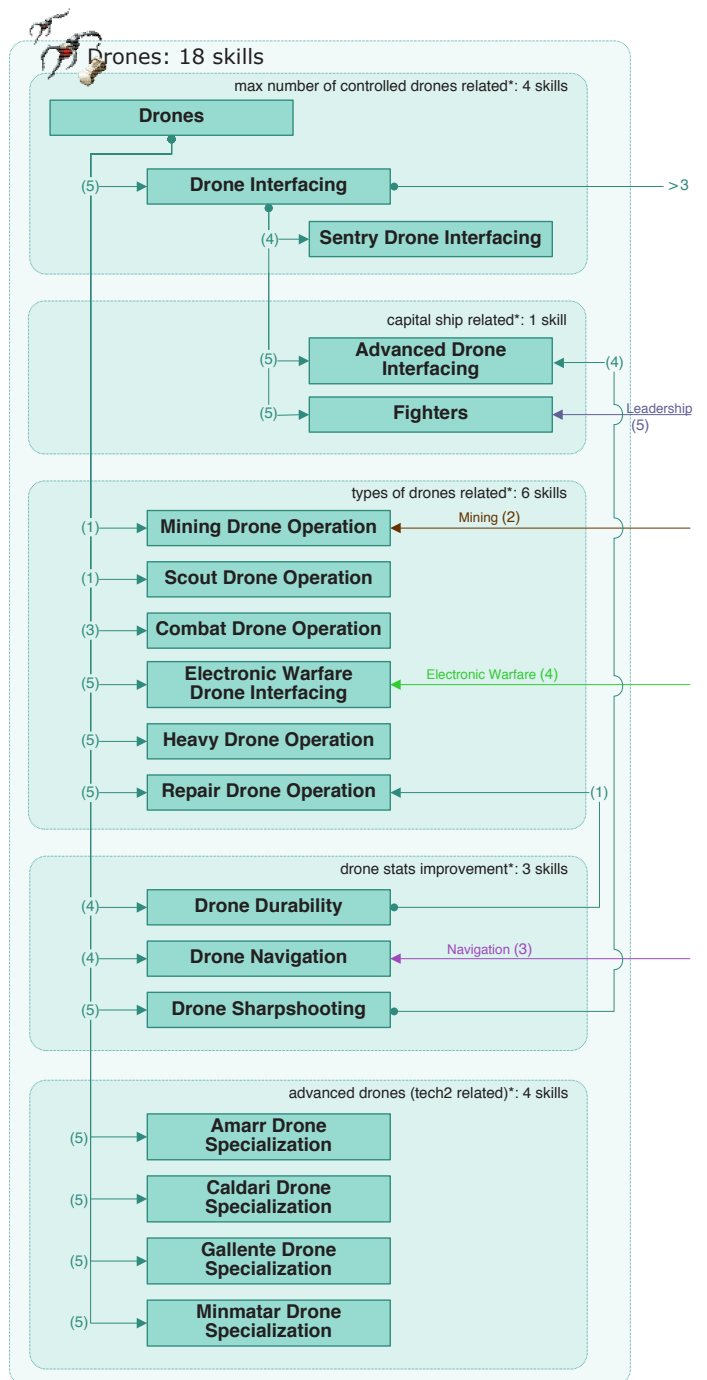 Drones: 18 skills
max number of controlled drones related*: 4 skills
Drones
(5)
Drone Interfacing
>3
(4)
Sentry Drone Interfacing
capital ship related*: 1 skill
(5)
Advanced Drone
Interfacing
(4)
(5)
Fighters
Leadership
(5)
types of drones related*: 6 skills
(1)
Mining Drone Operation
Mining (2)
(1)
Scout Drone Operation
(3)
Combat Drone Operation
(5)
Electronic Warfare
Drone Interfacing
Electronic Warfare (4)
(5)
Heavy Drone Operation
(5)
Repair Drone Operation
(1)
drone stats improvement*: 3 skills
(4)
Drone Durability
(4)
Drone Navigation
Navigation (3)
(5)
Drone Sharpshooting
advanced drones (tech2 related)*: 4 skills
(5)
Amarr Drone
Specialization
(5)
Caldari Drone
Specialization
(5)
Gallente Drone
Specialization
(5)
Minmatar Drone
Specialization